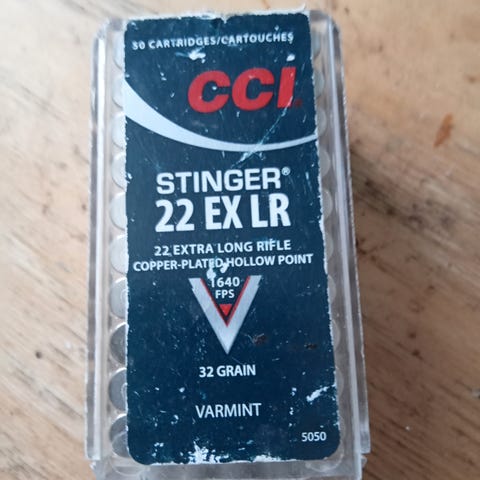 50 CARTRIDGES/CARTOUCHES
CCI
STINGER®
22 EX LR
22 EXTRA LONG RIFLE
COPPER-PLATED HOLLOW POINT
1640
FPS
32 GRAIN
VARMINT
5050